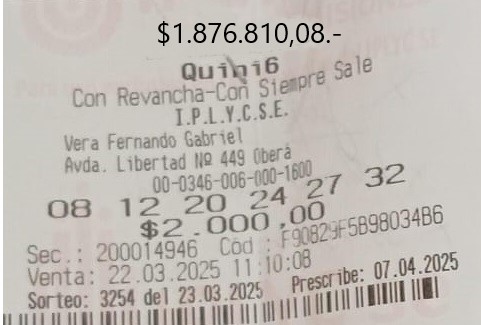 $1.876.810,08.-
Quini6
Con Revancha-Con Siempre Sale
I.P.L.Y.C.S.E.
Vera Fernando Gabriel
Avda. Libertad Nº 449 Oberá
00-0346-006-000-1600
08 12 20 24 27 32
$2.000,00
Sec.: 200014946 Cod : F90829F5B98034B6
Venta: 22.03.2025 11:10:08
Sorteo: 3254 del 23.03.2025 Prescribe: 07.04.2025